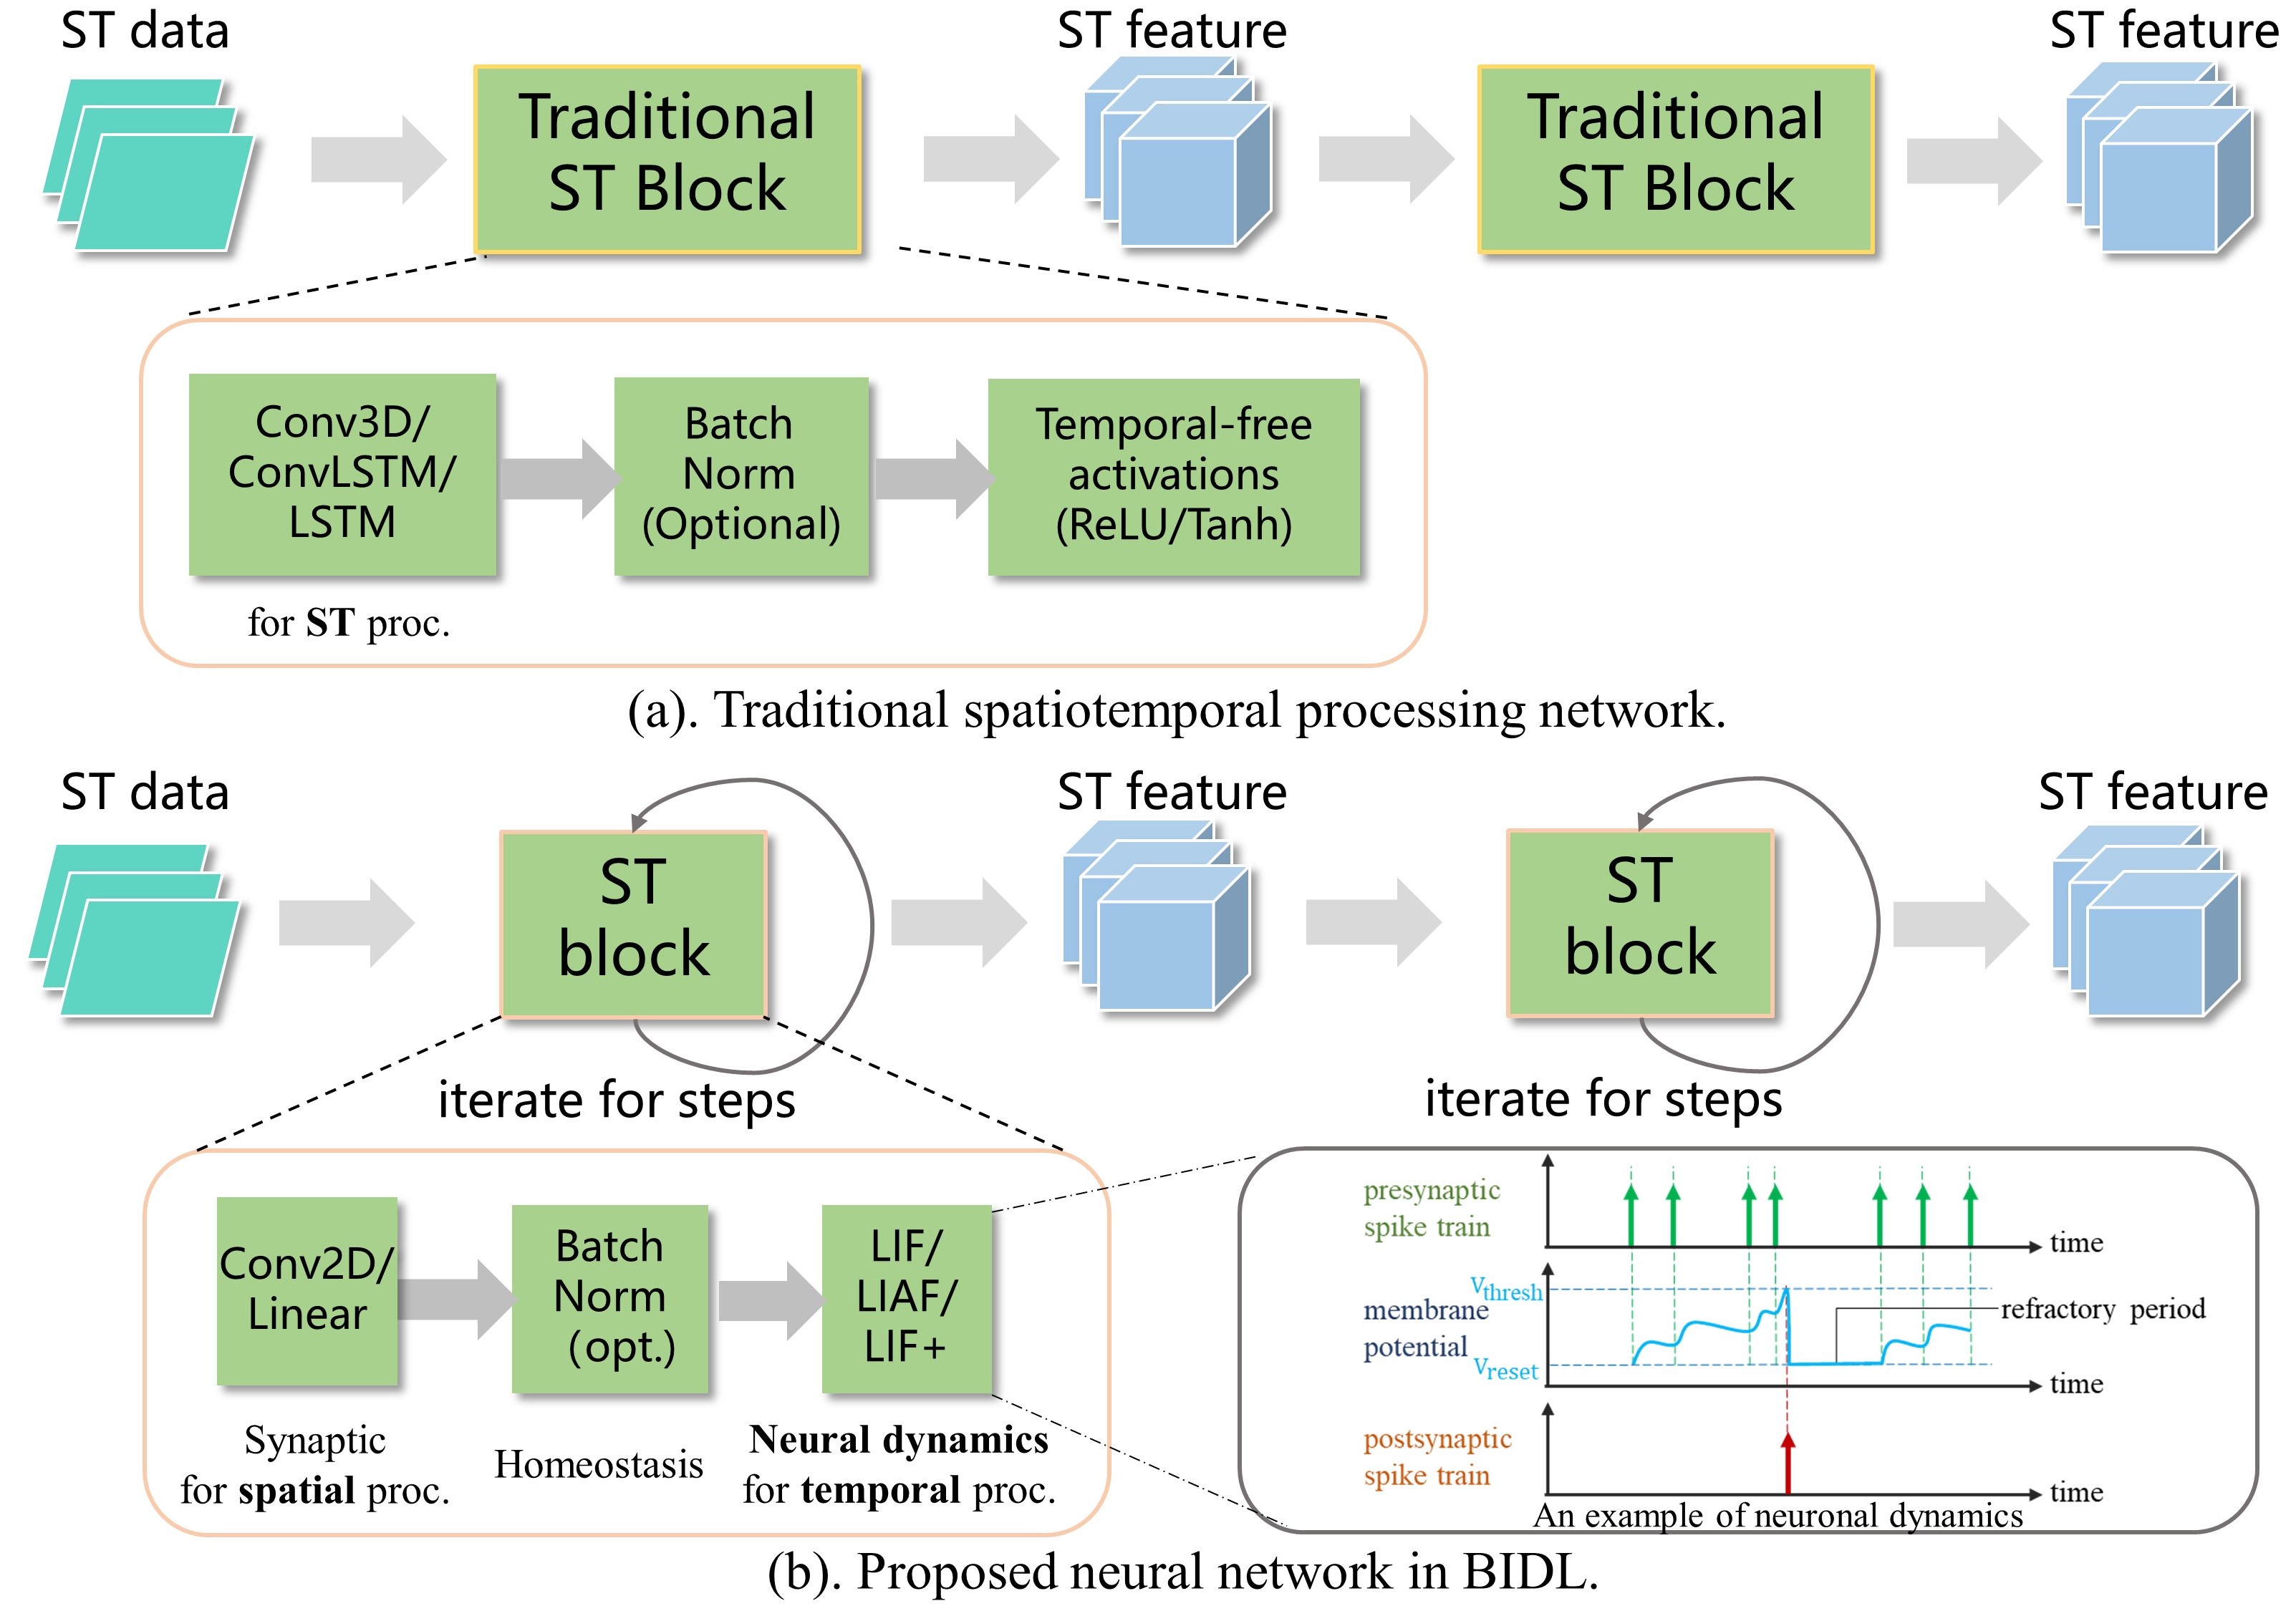 ST data
ST feature
ST feature
Traditional
ST Block
Traditional
ST Block
Conv3D/
ConvLSTM/
LSTM
Batch
Norm
(Optional)
Temporal-free
activations
(ReLU/Tanh)
for ST proc.
(a). Traditional spatiotemporal processing network.
ST data
ST feature
ST feature
ST
block
ST
block
iterate for steps
iterate for steps
Conv2D/
Linear
Batch
Norm
(opt.)
LIF/
LIAF/
LIF+
Synaptic
for spatial proc.
Homeostasis
Neural dynamics
for temporal proc.
presynaptic
spike train
time
Vthresh
membrane
potential
Vreset
refractory period
time
postsynaptic
spike train
time
An example of neuronal dynamics
(b). Proposed neural network in BIDL.